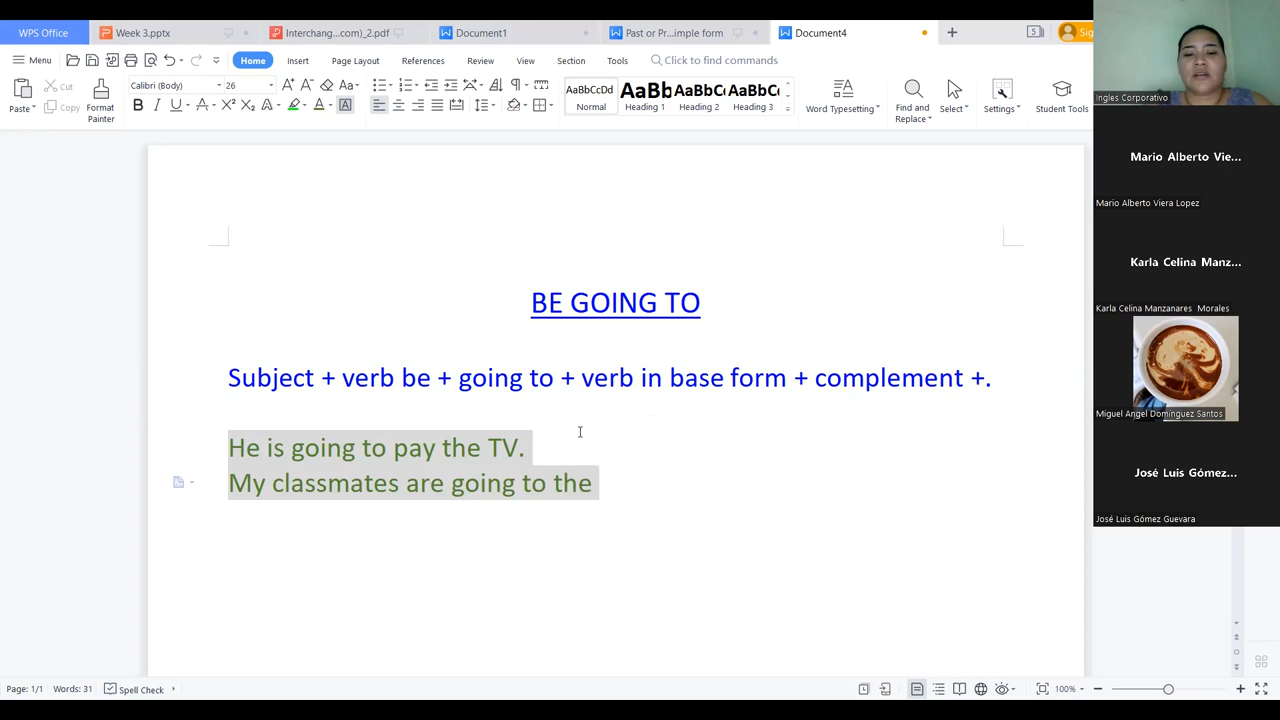 WPS Office
Week 3.pptx
Interchang...com)_2.pdf
Document1
Past or Pr...imple form
Document4
5
Menu
Home
Insert
Page Layout
References
Review
View
Section
Tools
Click to find commands
Paste
Cut
Copy
Format
Painter
Calibri (Body)
26
AaBbCcDd
Normal
Heading 1
Heading 2
Heading 3
Word Typesetting
Find and
Replace
Select
Settings
Student Tools
BE GOING TO
Subject + verb be + going to + verb in base form + complement +.
He is going to pay the TV.
My classmates are going to the
Page: 1/1
Words: 31
Spell Check
100%
Ingles Corporativo
Mario Alberto Vie...
Mario Alberto Viera Lopez
Karla Celina Manz...
Karla Celina Manzanares Morales
Miguel Angel Domínguez Santos
José Luis Gómez...
José Luis Gómez Guevara